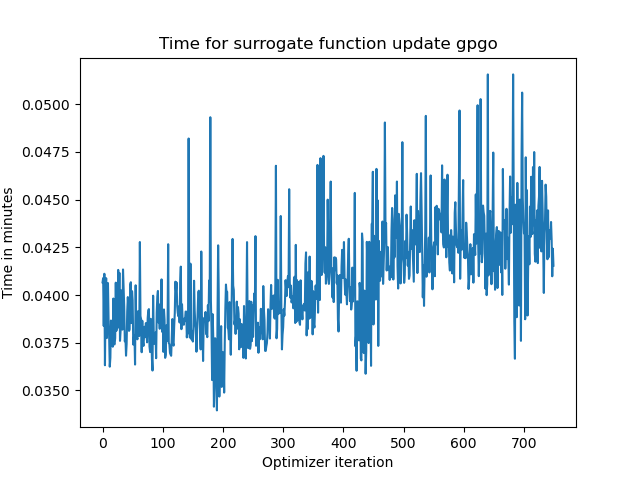 Time for surrogate function update gpgo
Time in minutes
0.0500
0.0475
0.0450
0.0425
0.0400
0.0375
0.0350
0 100 200 300 400 500 600 700
Optimizer iteration